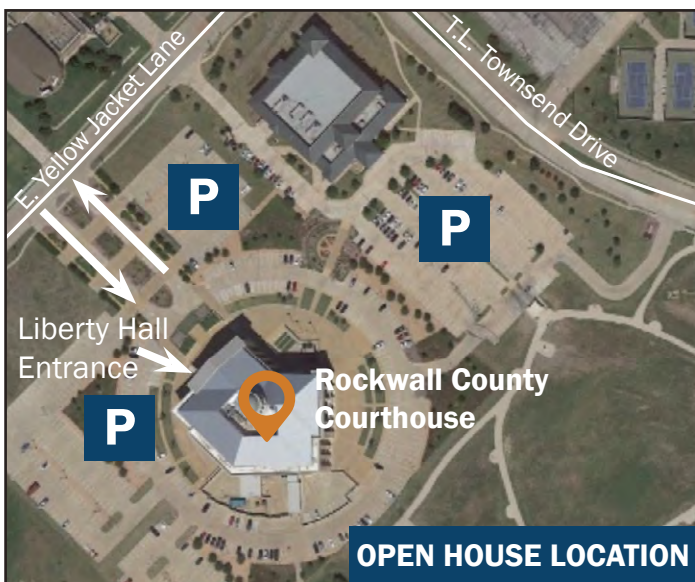 E. Yellow Jacket Lane
T.L. Townsend Drive
P
P
Liberty Hall
Entrance
Rockwall County
Courthouse
P
OPEN HOUSE LOCATION